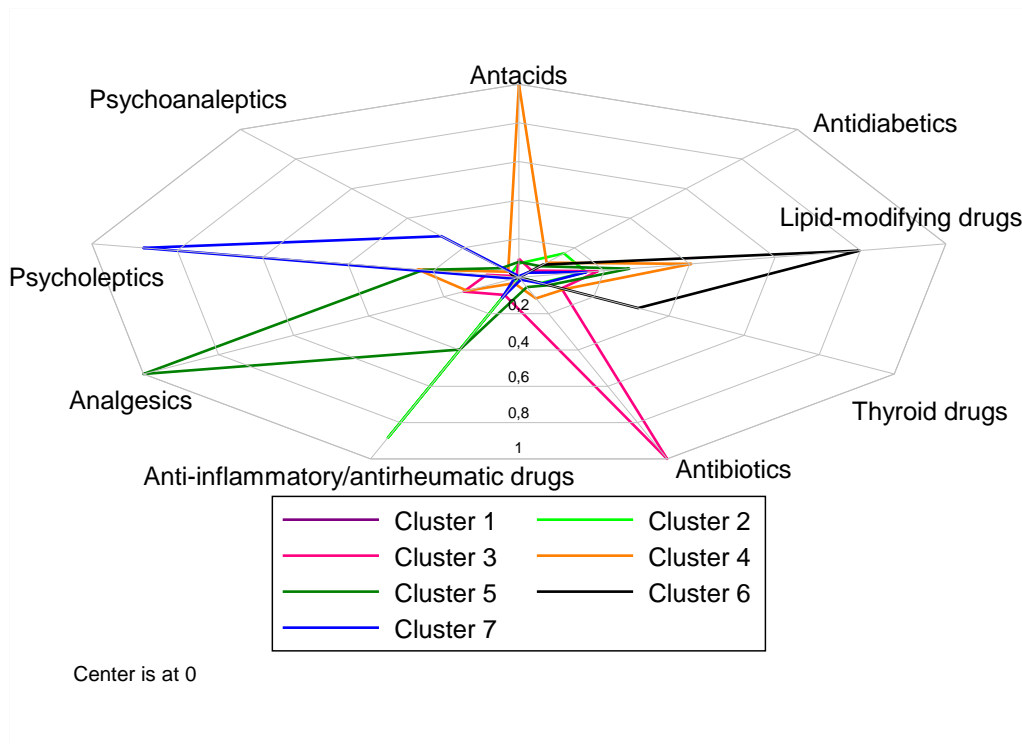 Antacids
Psychoanaleptics
Antidiabetics
Lipid-modifying drugs
Psycholeptics
0,2
0,4
0,6
0,8
1
Analgesics
Thyroid drugs
Anti-inflammatory/antirheumatic drugs
Antibiotics
Cluster 1
Cluster 2
Cluster 3
Cluster 4
Cluster 5
Cluster 6
Cluster 7
Center is at 0